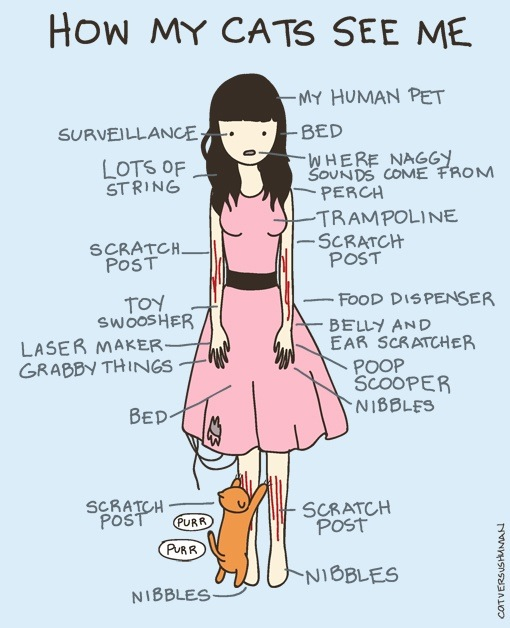 HOW MY CATS SEE ME
MY HUMAN PET
SURVEILLANCE
BED
LOTS OF
STRING
WHERE NAGGY
SOUNDS COME FROM
PERCH
TRAMPOLINE
SCRATCH
POST
SCRATCH
POST
TOY
SWOOSHER
FOOD DISPENSER
LASER MAKER
BELLY AND
EAR SCRATCHER
GRABBY THINGS
POOP
SCOOPER
NIBBLES
BED
SCRATCH
POST
PURR
PURR
SCRATCH
POST
NIBBLES
NIBBLES
CATVERSUSHUMAN